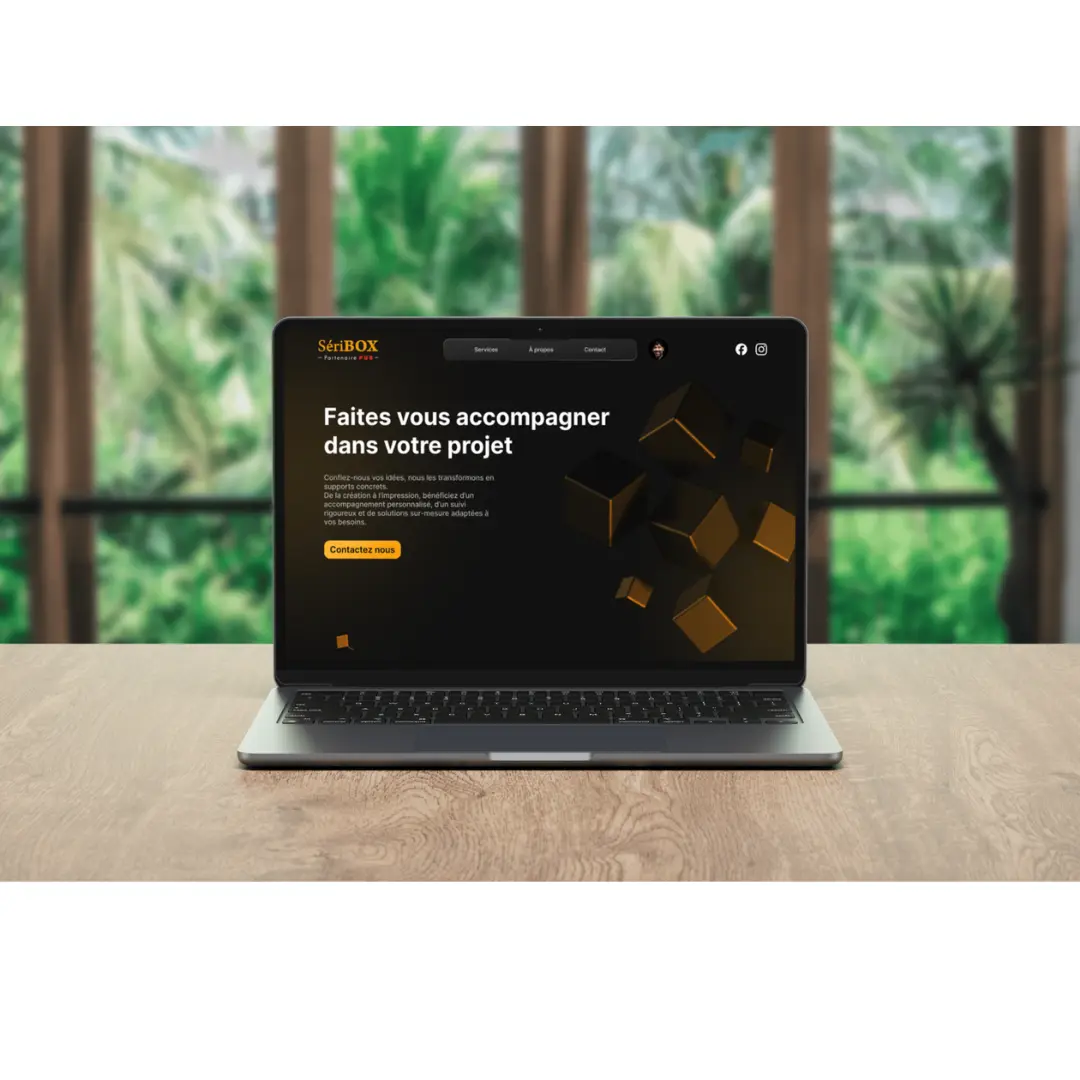 SériBOX
Partenaire PUB
Services
À propos
Contact
Faites vous accompagner
dans votre projet
Confiez-nous vos idées, nous les transformons en
supports concrets.
De la création à l'impression, bénéficiez d'un
accompagnement personnalisé, d'un suivi
rigoureux et de solutions sur-mesure adaptées à
vos besoins.
Contactez nous